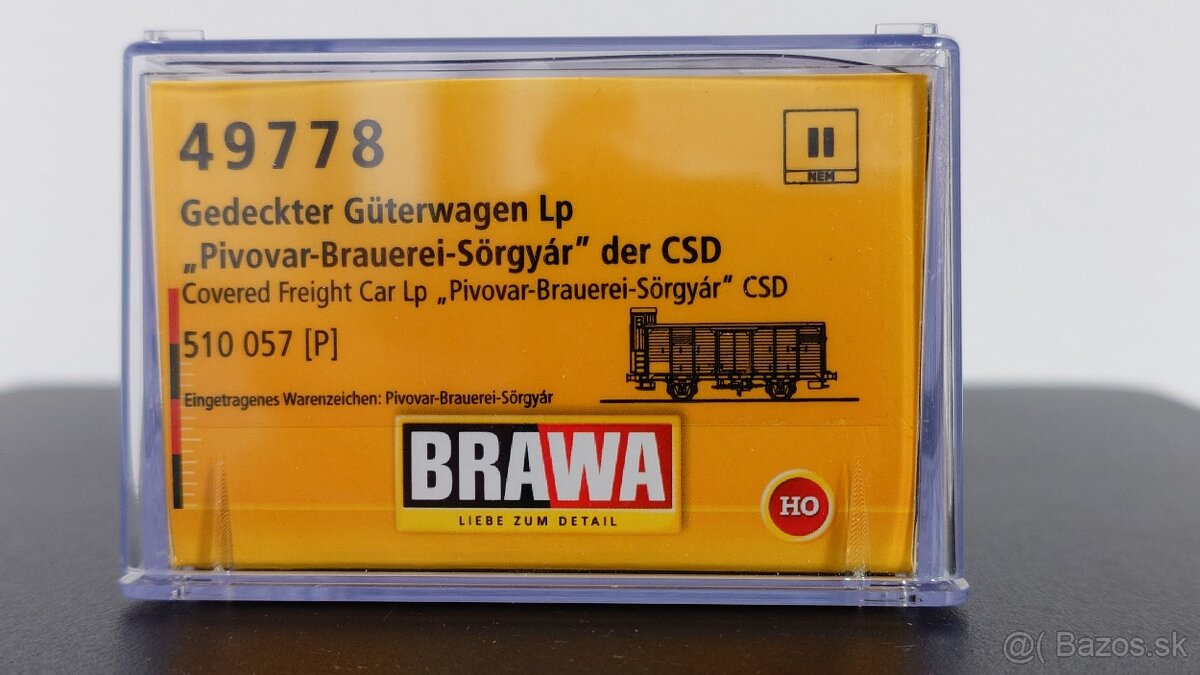 49778
II
NEM
Gedeckter Güterwagen Lp
„Pivovar-Brauerei-Sörgyár” der CSD
Covered Freight Car Lp „Pivovar-Brauerei-Sörgyár“ CSD
510 057 [P]
Eingetragenes Warenzeichen: Pivovar-Brauerei-Sörgyár
BRAWA
LIEBE ZUM DETAIL
HO
@( Bazos.sk